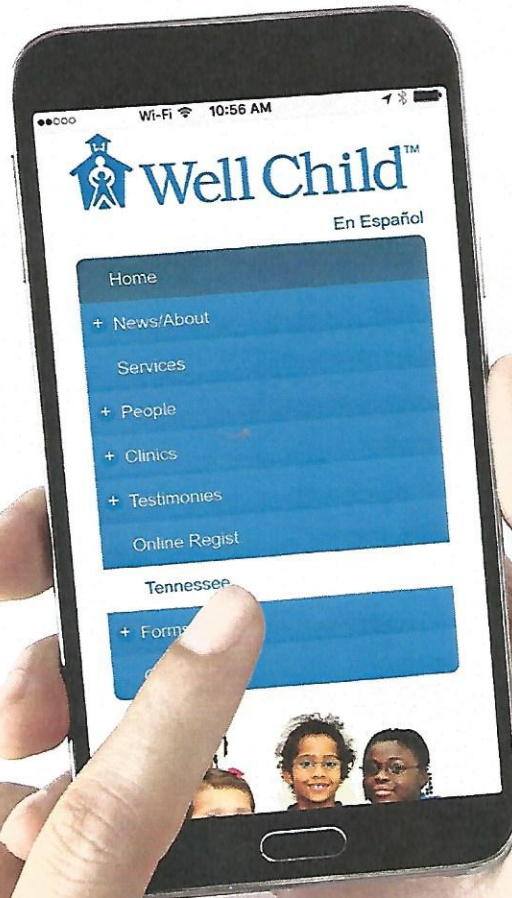 Wi-Fi 10:56 AM
Well Child™
En Español
Home
+ News/About
Services
+ People
+ Clinics
+ Testimonies
Online Regist
Tennessee
+ Forms